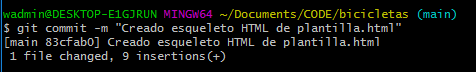 wadmin@DESKTOP-E1GJRUN MINGW64 ~/Documents/CODE/bicicletas (main)
$ git commit -m "Creado esqueleto HTML de plantilla.html"
[main 83cfab0] Creado esqueleto HTML de plantilla.html
 1 file changed, 9 insertions(+)